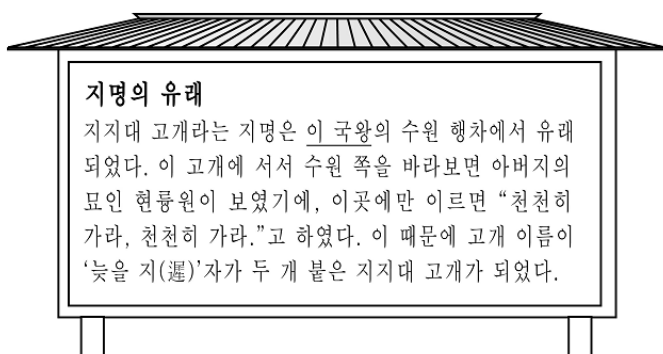 지명의 유래
지지대 고개라는 지명은 이 국왕의 수원 행차에서 유래
되었다. 이 고개에 서서 수원 쪽을 바라보면 아버지의
묘인 현륭원이 보였기에, 이곳에만 이르면 “천천히
가라, 천천히 가라.”고 하였다. 이 때문에 고개 이름이
‘늦을 지(遲)’자가 두 개 붙은 지지대 고개가 되었다.